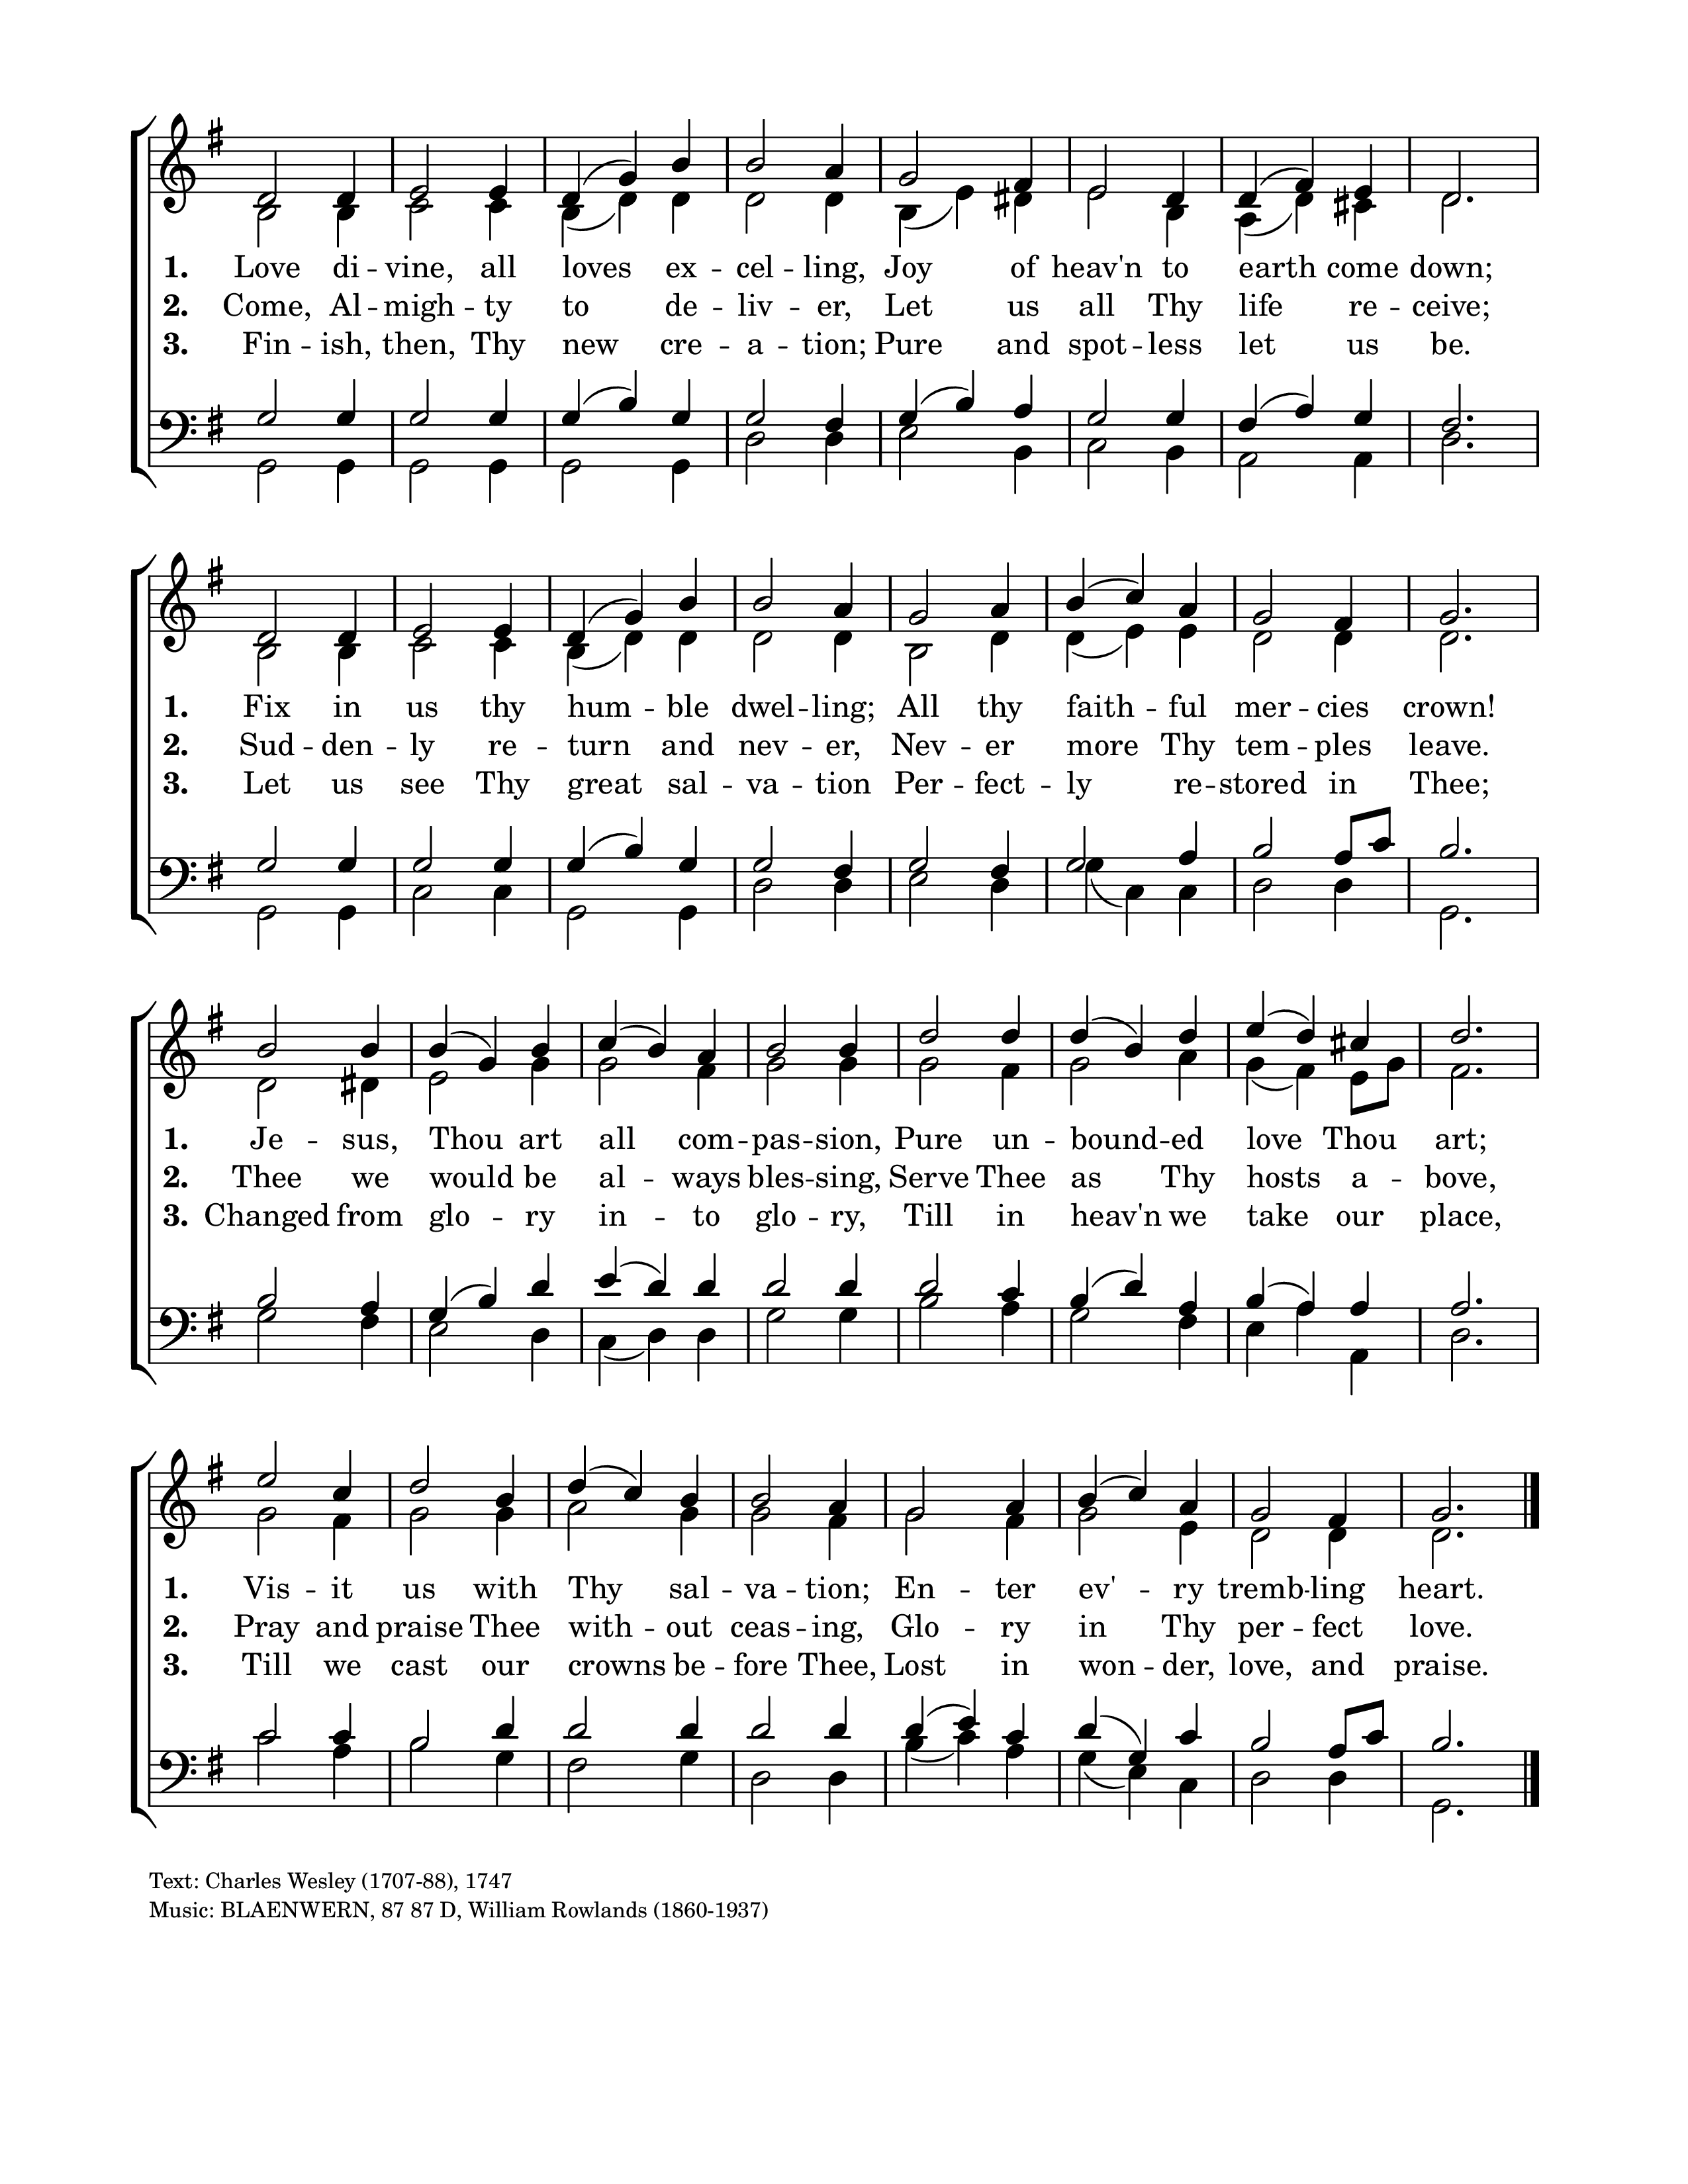 1. Love di -- vine, all loves ex -- cel -- ling, Joy of heav'n to earth come down;
2. Come, Al -- migh -- ty to de -- liv -- er, Let us all Thy life re -- ceive;
3. Fin -- ish, then, Thy new cre -- a -- tion; Pure and spot -- less let us be.
1. Fix in us thy hum -- ble dwel -- ling; All thy faith -- ful mer -- cies crown!
2. Sud -- den -- ly re -- turn and nev -- er, Nev -- er more Thy tem -- ples leave.
3. Let us see Thy great sal -- va -- tion Per -- fect -- ly re -- stored in Thee;
1. Je -- sus, Thou art all com -- pas -- sion, Pure un -- bound -- ed love Thou art;
2. Thee we would be al -- ways bles -- sing, Serve Thee as Thy hosts a -- bove,
3. Changed from glo -- ry in -- to glo -- ry, Till in heav'n we take our place,
1. Vis -- it us with Thy sal -- va -- tion; En -- ter ev' -- ry tremb -- ling heart.
2. Pray and praise Thee with -- out ceas -- ing, Glo -- ry in Thy per -- fect love.
3. Till we cast our crowns be -- fore Thee, Lost in won -- der, love, and praise.
Text: Charles Wesley (1707-88), 1747
Music: BLAENWERN, 87 87 D, William Rowlands (1860-1937)